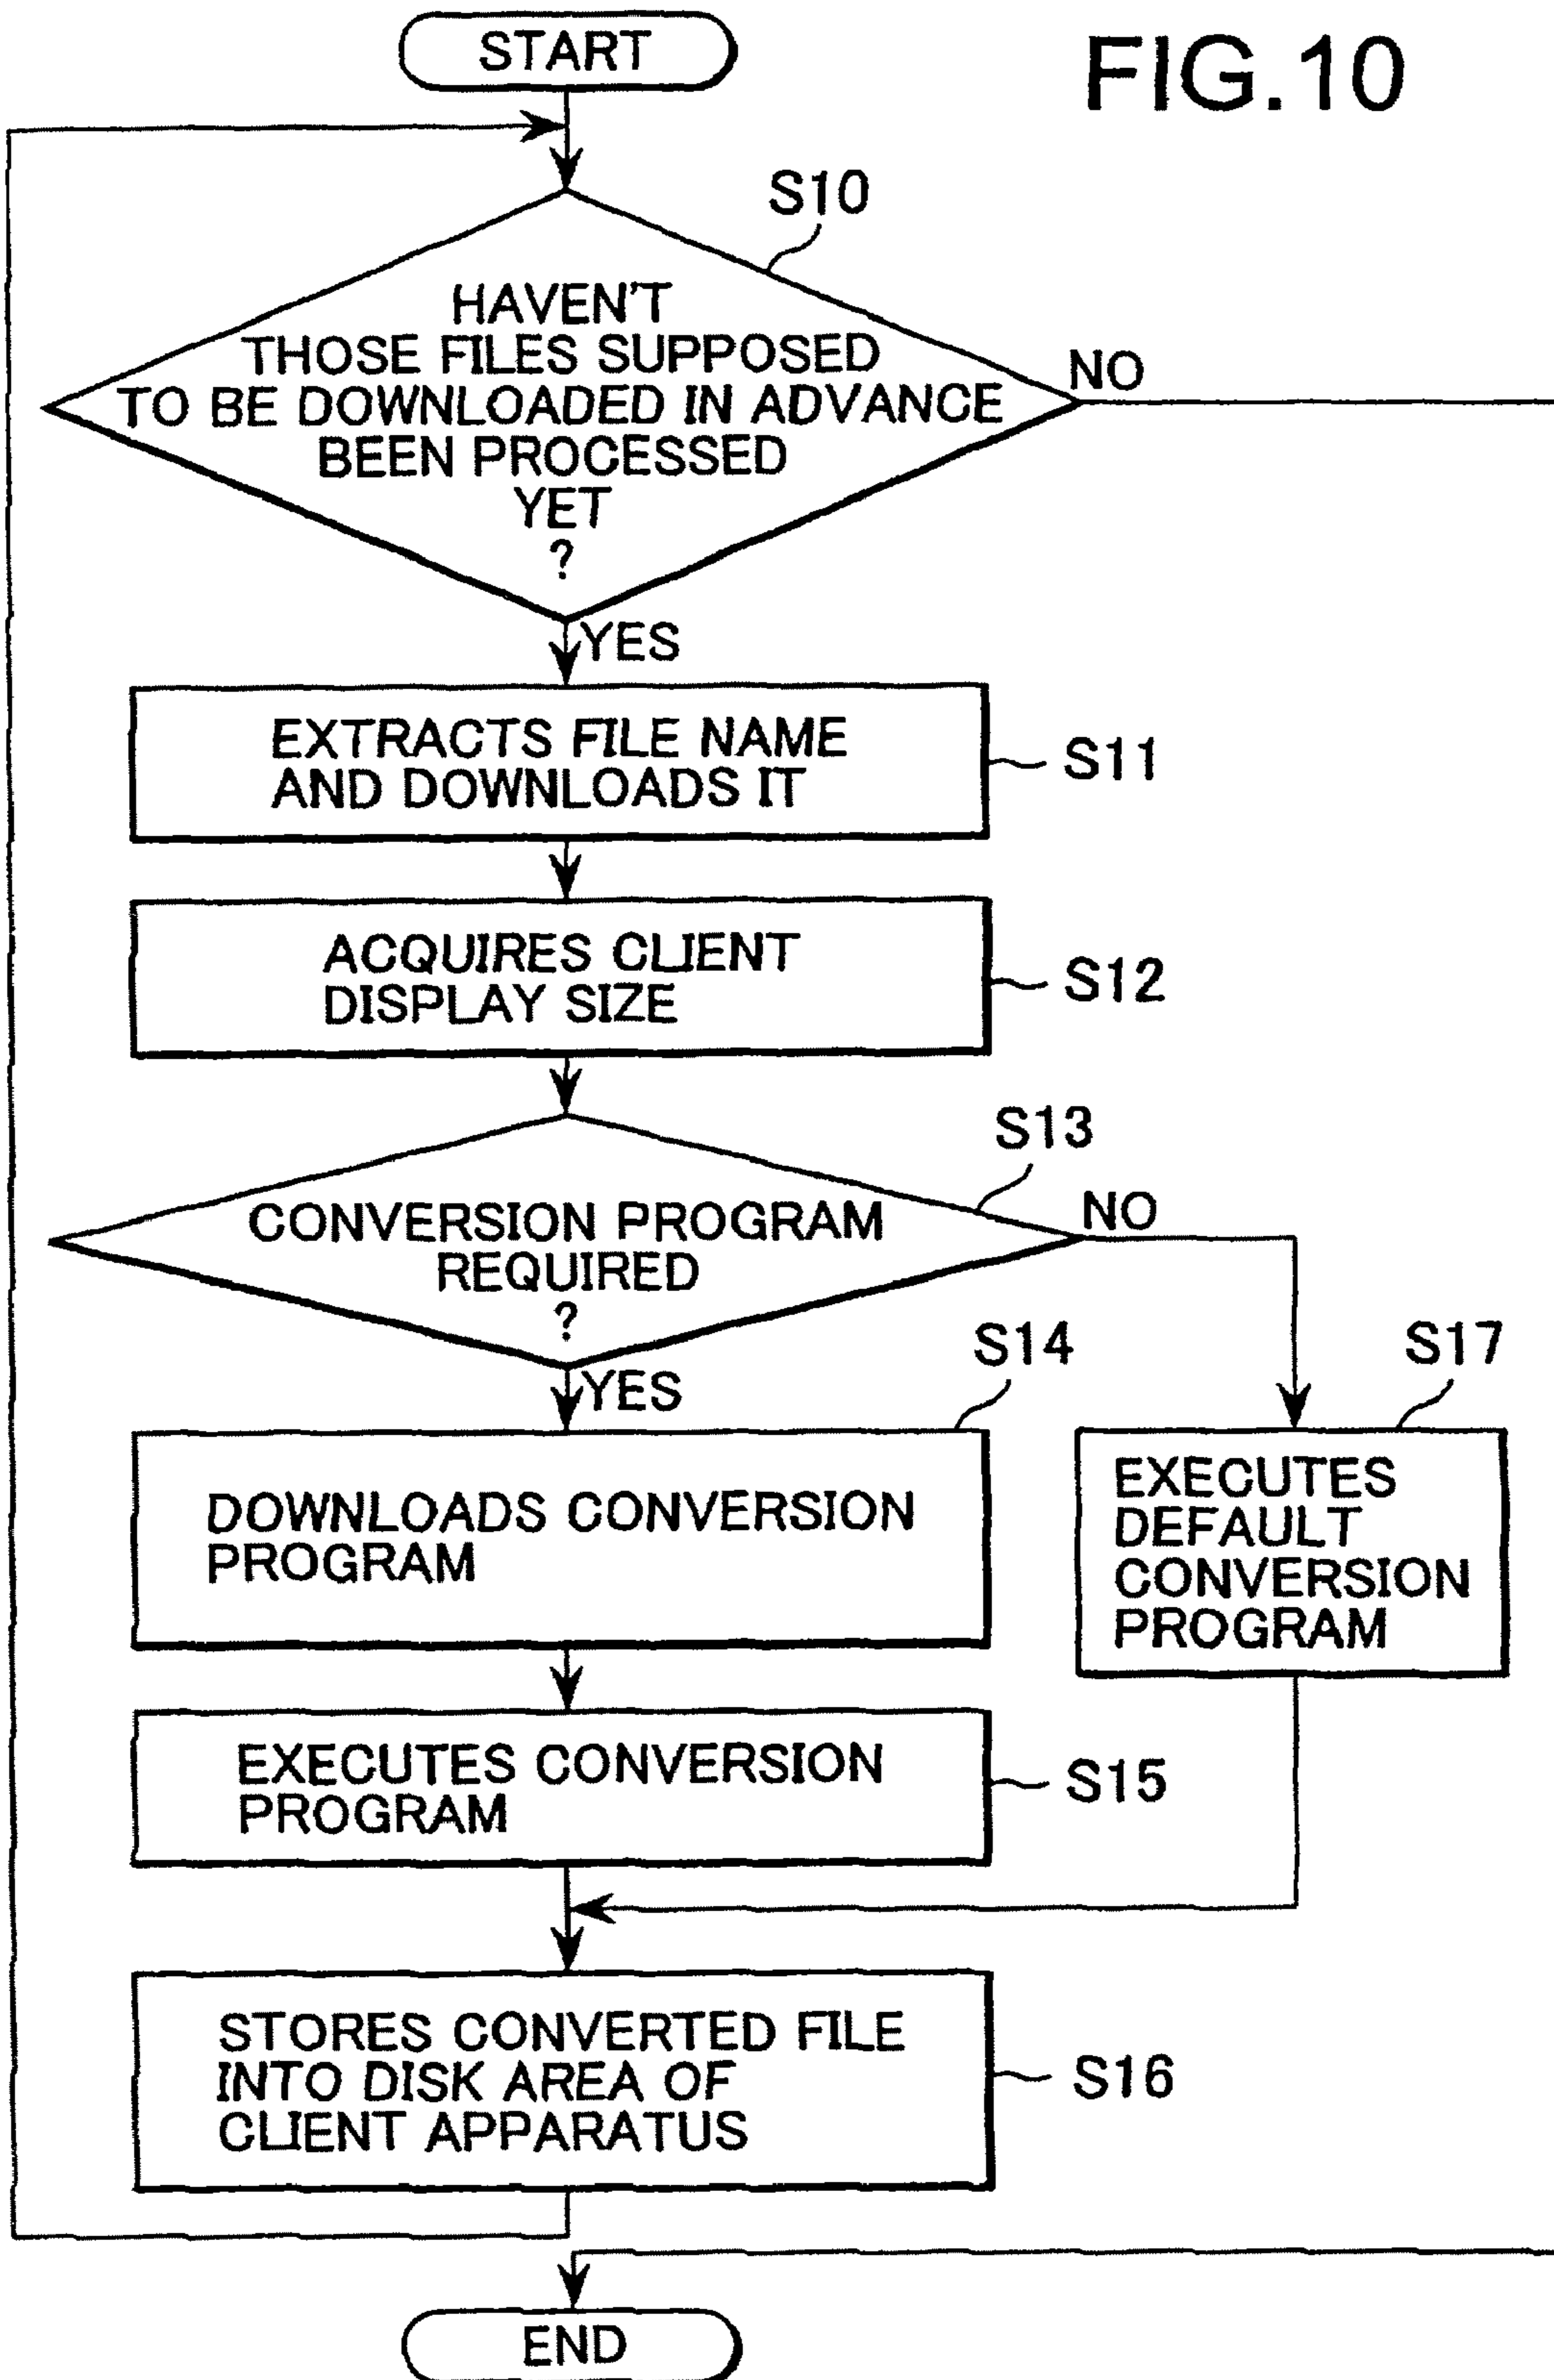 START
FIG.10
S10
HAVEN'T
THOSE FILES SUPPOSED
TO BE DOWNLOADED IN ADVANCE
BEEN PROCESSED
YET
?
NO
YES
EXTRACTS FILE NAME
AND DOWNLOADS IT
S11
ACQUIRES CLIENT
DISPLAY SIZE
S12
S13
CONVERSION PROGRAM
REQUIRED
?
NO
YES
S14
DOWNLOADS CONVERSION
PROGRAM
S17
EXECUTES
DEFAULT
CONVERSION
PROGRAM
EXECUTES CONVERSION
PROGRAM
S15
STORES CONVERTED FILE
INTO DISK AREA OF
CLIENT APPARATUS
S16
END